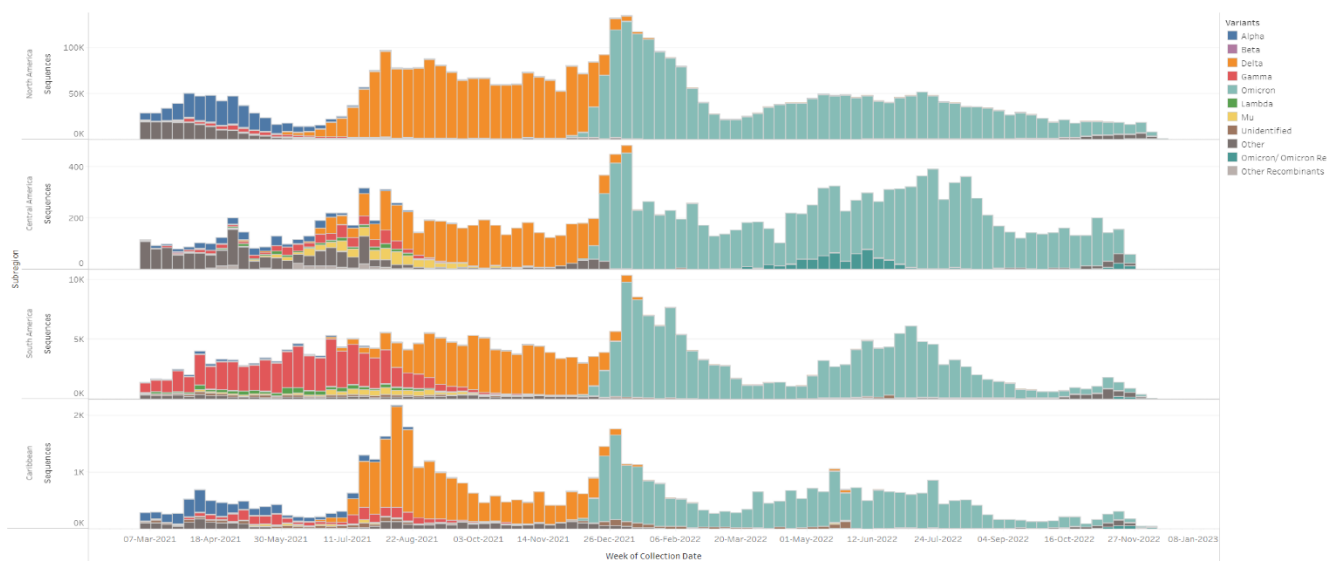 Variants
Alpha
Beta
Delta
Gamma
Omicron
Lambda
Mu
Unidentified
Other
Omicron/ Omicron Re
Other Recombinants
Subregion
North America
Sequences
100K
50K
0K
Central America
Sequences
400
200
0
South America
Sequences
10K
5K
0K
Caribbean
Sequences
2K
1K
0K
07-Mar-2021 18-Apr-2021 30-May-2021 11-Jul-2021 22-Aug-2021 03-Oct-2021 14-Nov-2021 26-Dec-2021 06-Feb-2022 20-Mar-2022 01-May-2022 12-Jun-2022 24-Jul-2022 04-Sep-2022 16-Oct-2022 27-Nov-2022 08-Jan-2023
Week of Collection Date